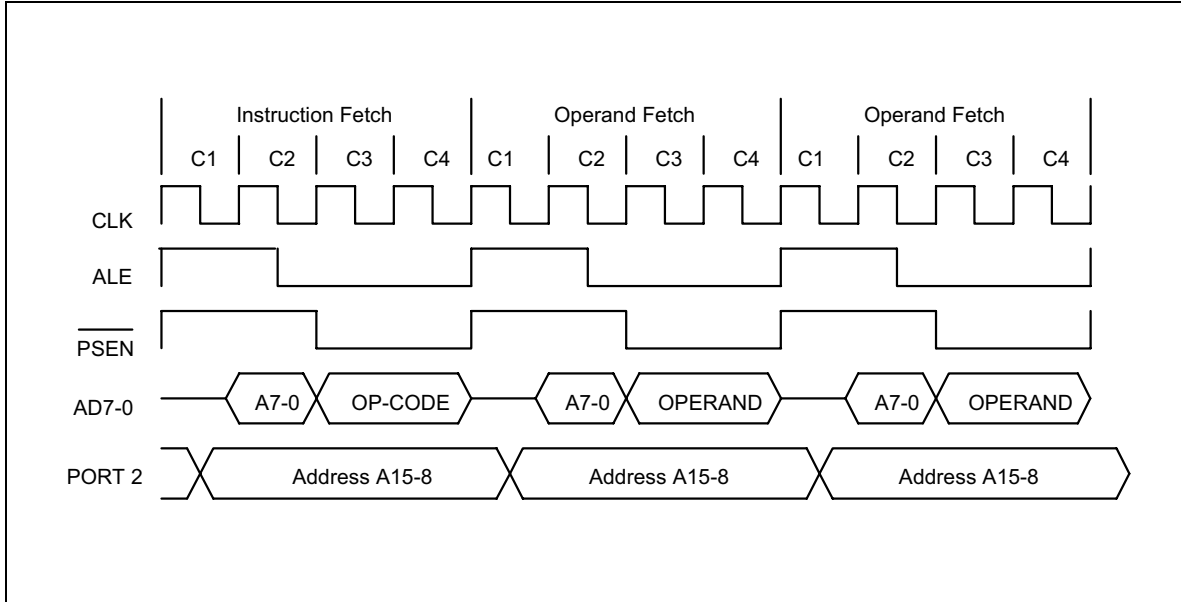 Instruction Fetch Operand Fetch Operand Fetch
C1 C2 C3 C4 C1 C2 C3 C4 C1 C2 C3 C4
CLK
ALE
PSEN
AD7-0 A7-0 OP-CODE A7-0 OPERAND A7-0 OPERAND
PORT 2 Address A15-8 Address A15-8 Address A15-8